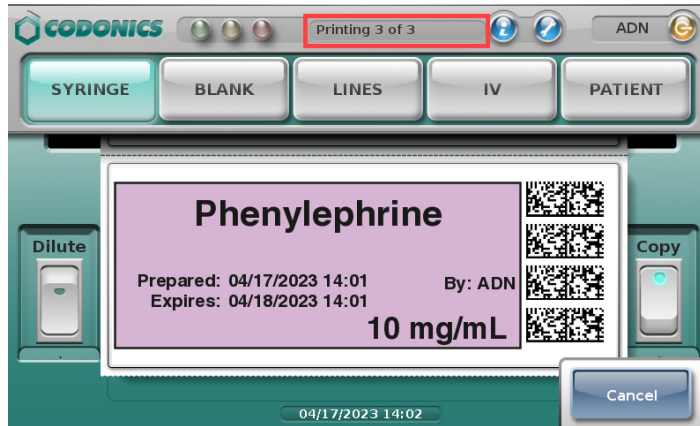 CODONICS
Printing 3 of 3
ADN
SYRINGE
BLANK
LINES
IV
PATIENT
Phenylephrine
Dilute
Copy
Prepared: 04/17/2023 14:01
By: ADN
Expires: 04/18/2023 14:01
10 mg/mL
Cancel
04/17/2023 14:02